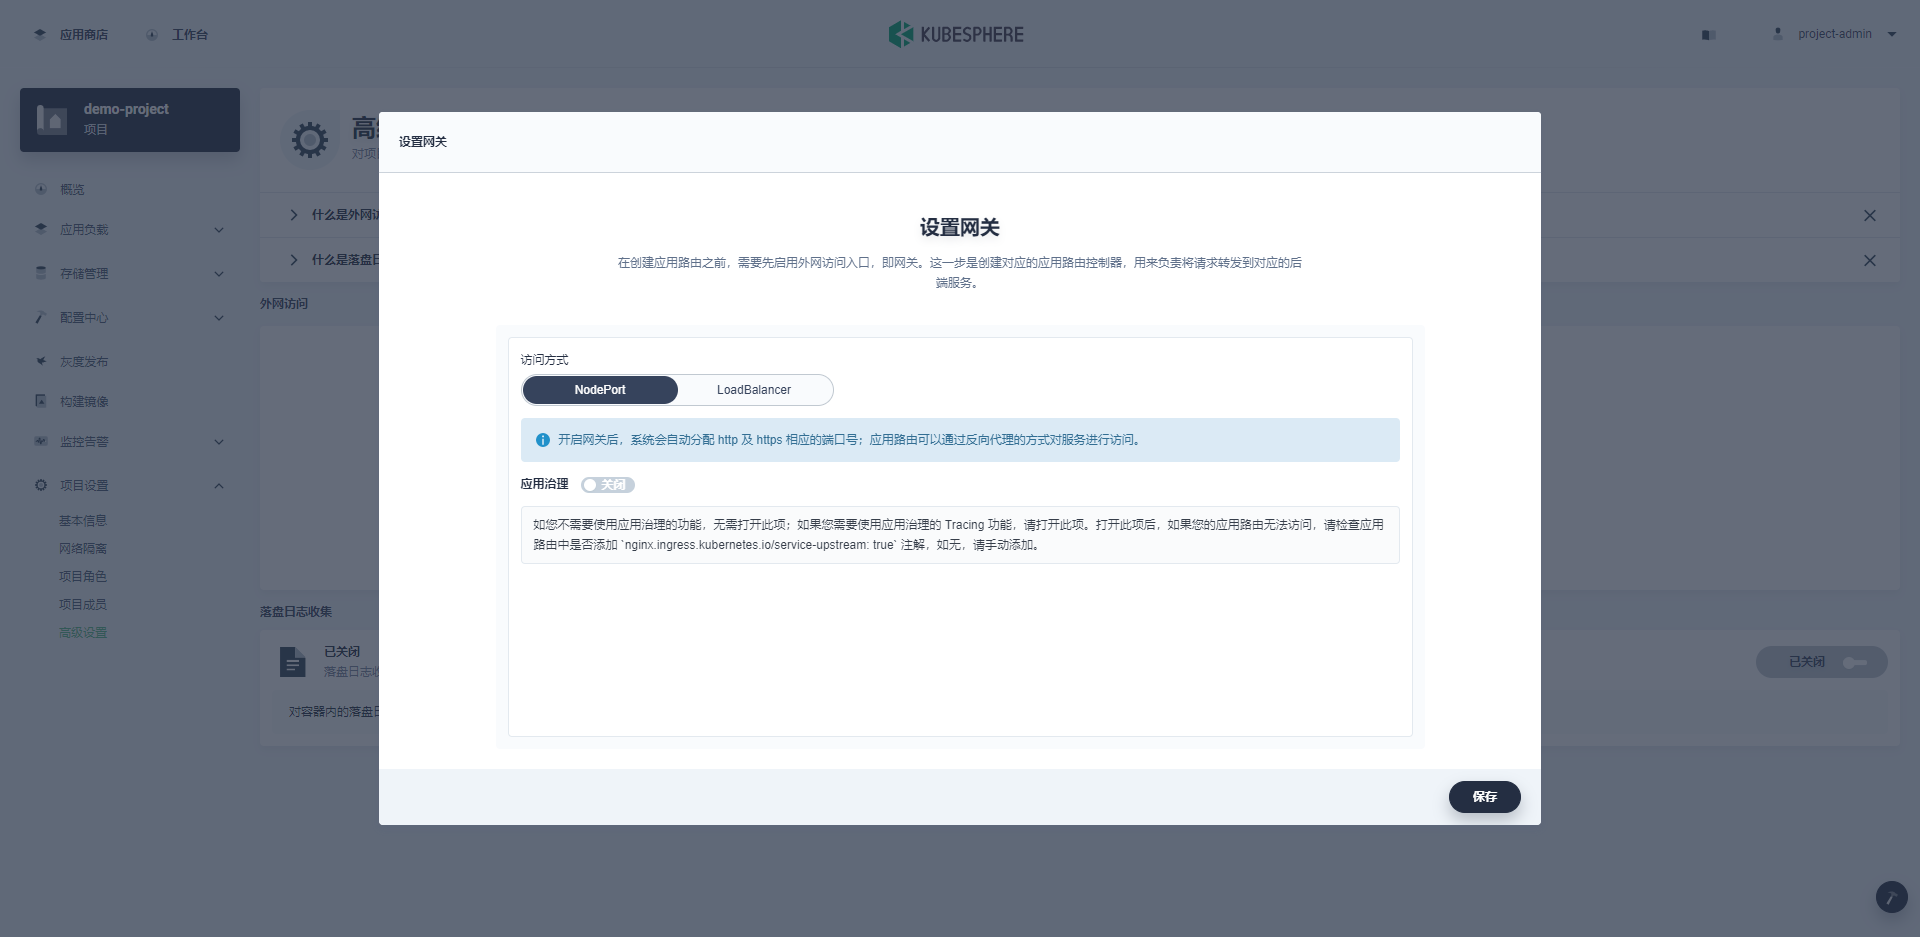 应用商店
工作台
KUBESPHERE
project-admin
demo-project
项目
概览
应用负载
存储管理
配置中心
灰度发布
构建镜像
监控告警
项目设置
基本信息
网络隔离
项目角色
项目成员
高级设置
对项
什么是外网访
什么是落盘日
外网访问
落盘日志收集
已关闭
落盘日志收
对容器内的落盘日
已关闭
设置网关
设置网关
在创建应用路由之前，需要先启用外网访问入口，即网关。这一步是创建对应的应用路由控制器，用来负责将请求转发到对应的后
端服务。
访问方式
NodePort
LoadBalancer
开启网关后，系统会自动分配 http 及 https 相应的端口号；应用路由可以通过反向代理的方式对服务进行访问。
应用治理
关闭
如您不需要使用应用治理的功能，无需打开此项；如果您需要使用应用治理的 Tracing 功能，请打开此项。打开此项后，如果您的应用路由无法访问，请检查应用
路由中是否添加 `nginx.ingress.kubernetes.io/service-upstream: true` 注解，如无，请手动添加。
保存